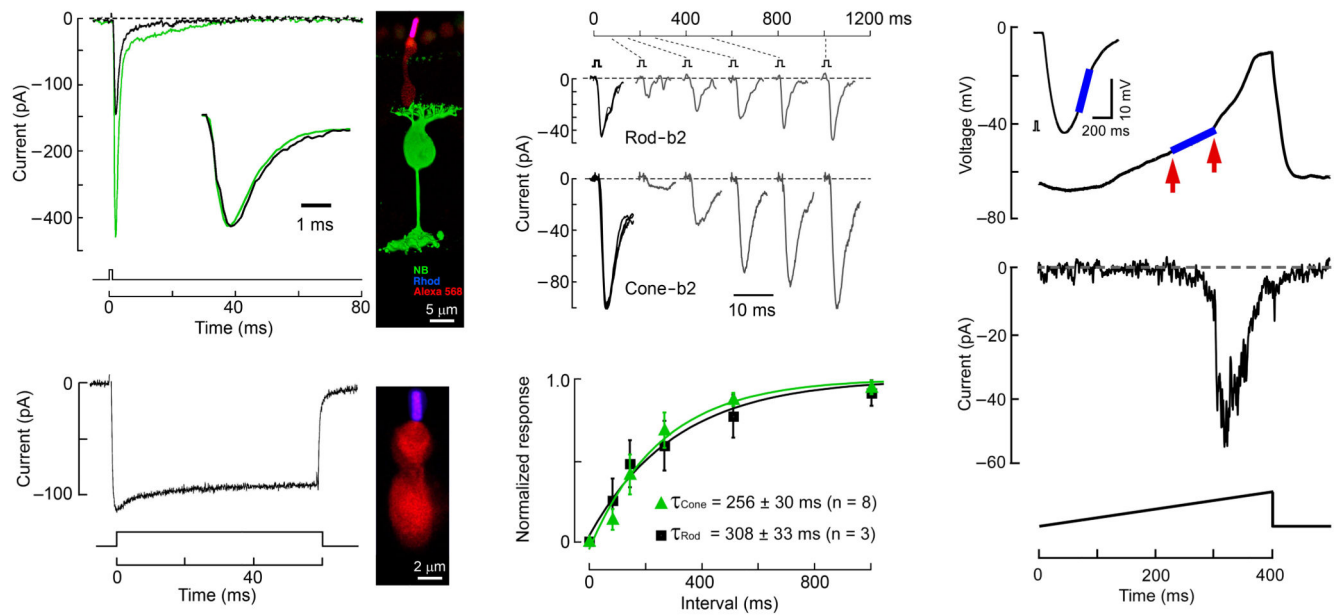 0
−100
−200
−300
−400
Current (pA)
1 ms
0
40
80
Time (ms)
NB
Rhod
Alexa 568
5 μm
0
−100
Current (pA)
0
40
Time (ms)
2 μm
0
400
800
1200 ms
0
−40
Rod-b2
Current (pA)
0
−40
−80
Cone-b2
10 ms
1.0
0
Normalized response
τCone = 256 ± 30 ms (n = 8)
τRod = 308 ± 33 ms (n = 3)
0
400
800
Interval (ms)
0
−40
−80
Voltage (mV)
10 mV
200 ms
0
−20
−40
−60
Current (pA)
0
200
400
Time (ms)